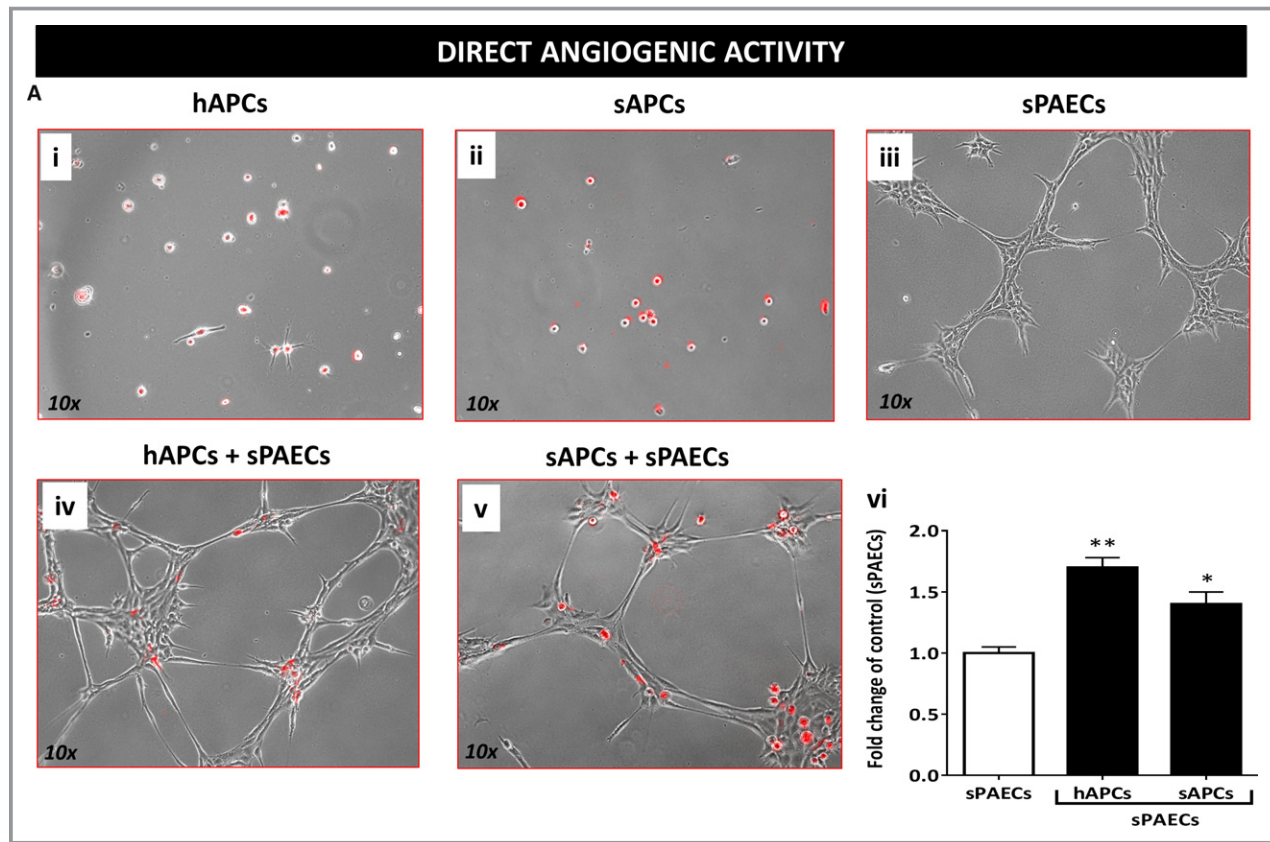 DIRECT ANGIOGENIC ACTIVITY
A
hAPCs
sAPCs
sPAECs
i
ii
iii
10x
10x
10x
hAPCs + sPAECs
sAPCs + sPAECs
iv
v
vi
10x
10x
Fold change of control (sPAECs)
2.0
1.5
1.0
0.5
0.0
**
*
sPAECs
hAPCs
sAPCs
sPAECs